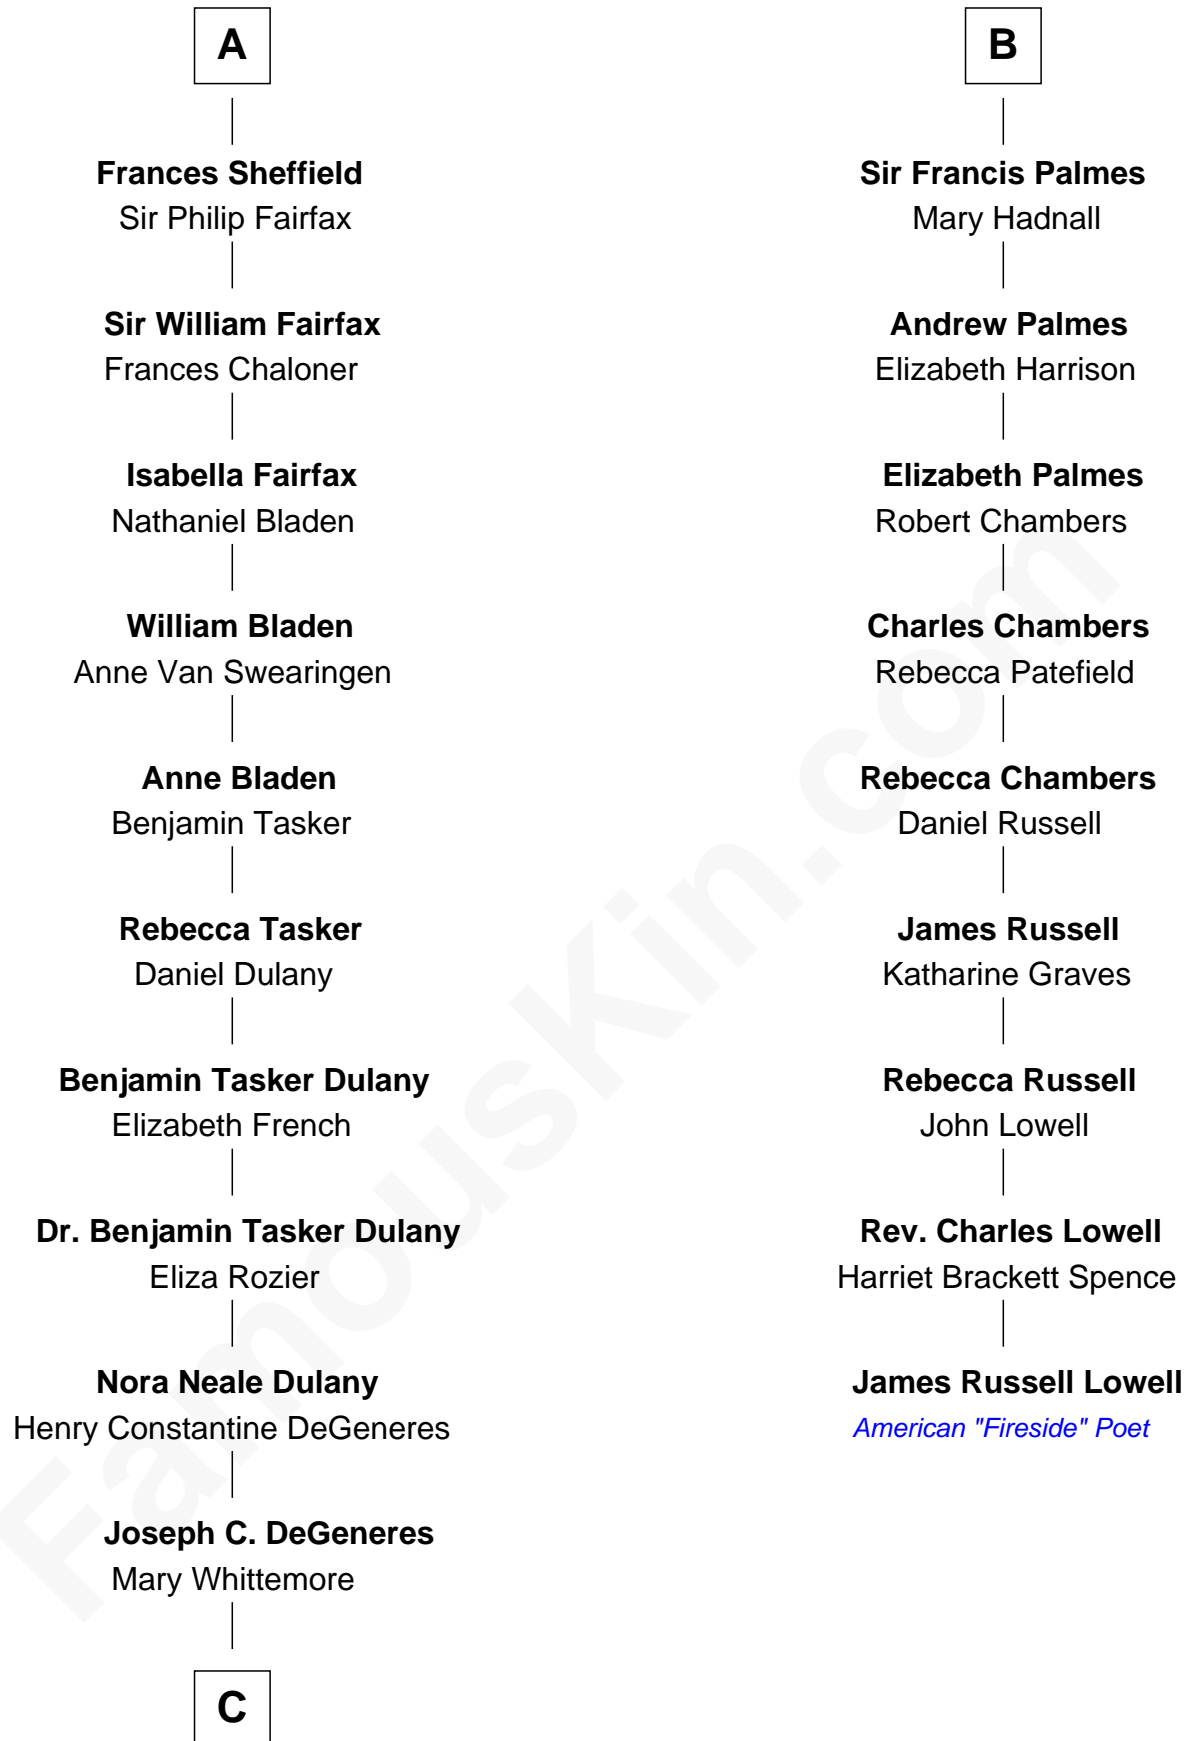 A
Frances Sheffield
Sir Philip Fairfax
Sir William Fairfax
Frances Chaloner
Isabella Fairfax
Nathaniel Bladen
William Bladen
Anne Van Swearingen
Anne Bladen
Benjamin Tasker
Rebecca Tasker
Daniel Dulany
Benjamin Tasker Dulany
Elizabeth French
Dr. Benjamin Tasker Dulany
Eliza Rozier
Nora Neale Dulany
Henry Constantine DeGeneres
Joseph C. DeGeneres
Mary Whittemore
C
B
Sir Francis Palmes
Mary Hadnall
Andrew Palmes
Elizabeth Harrison
Elizabeth Palmes
Robert Chambers
Charles Chambers
Rebecca Patefield
Rebecca Chambers
Daniel Russell
James Russell
Katharine Graves
Rebecca Russell
John Lowell
Rev. Charles Lowell
Harriet Brackett Spence
James Russell Lowell
American "Fireside" Poet
FamousKin.com